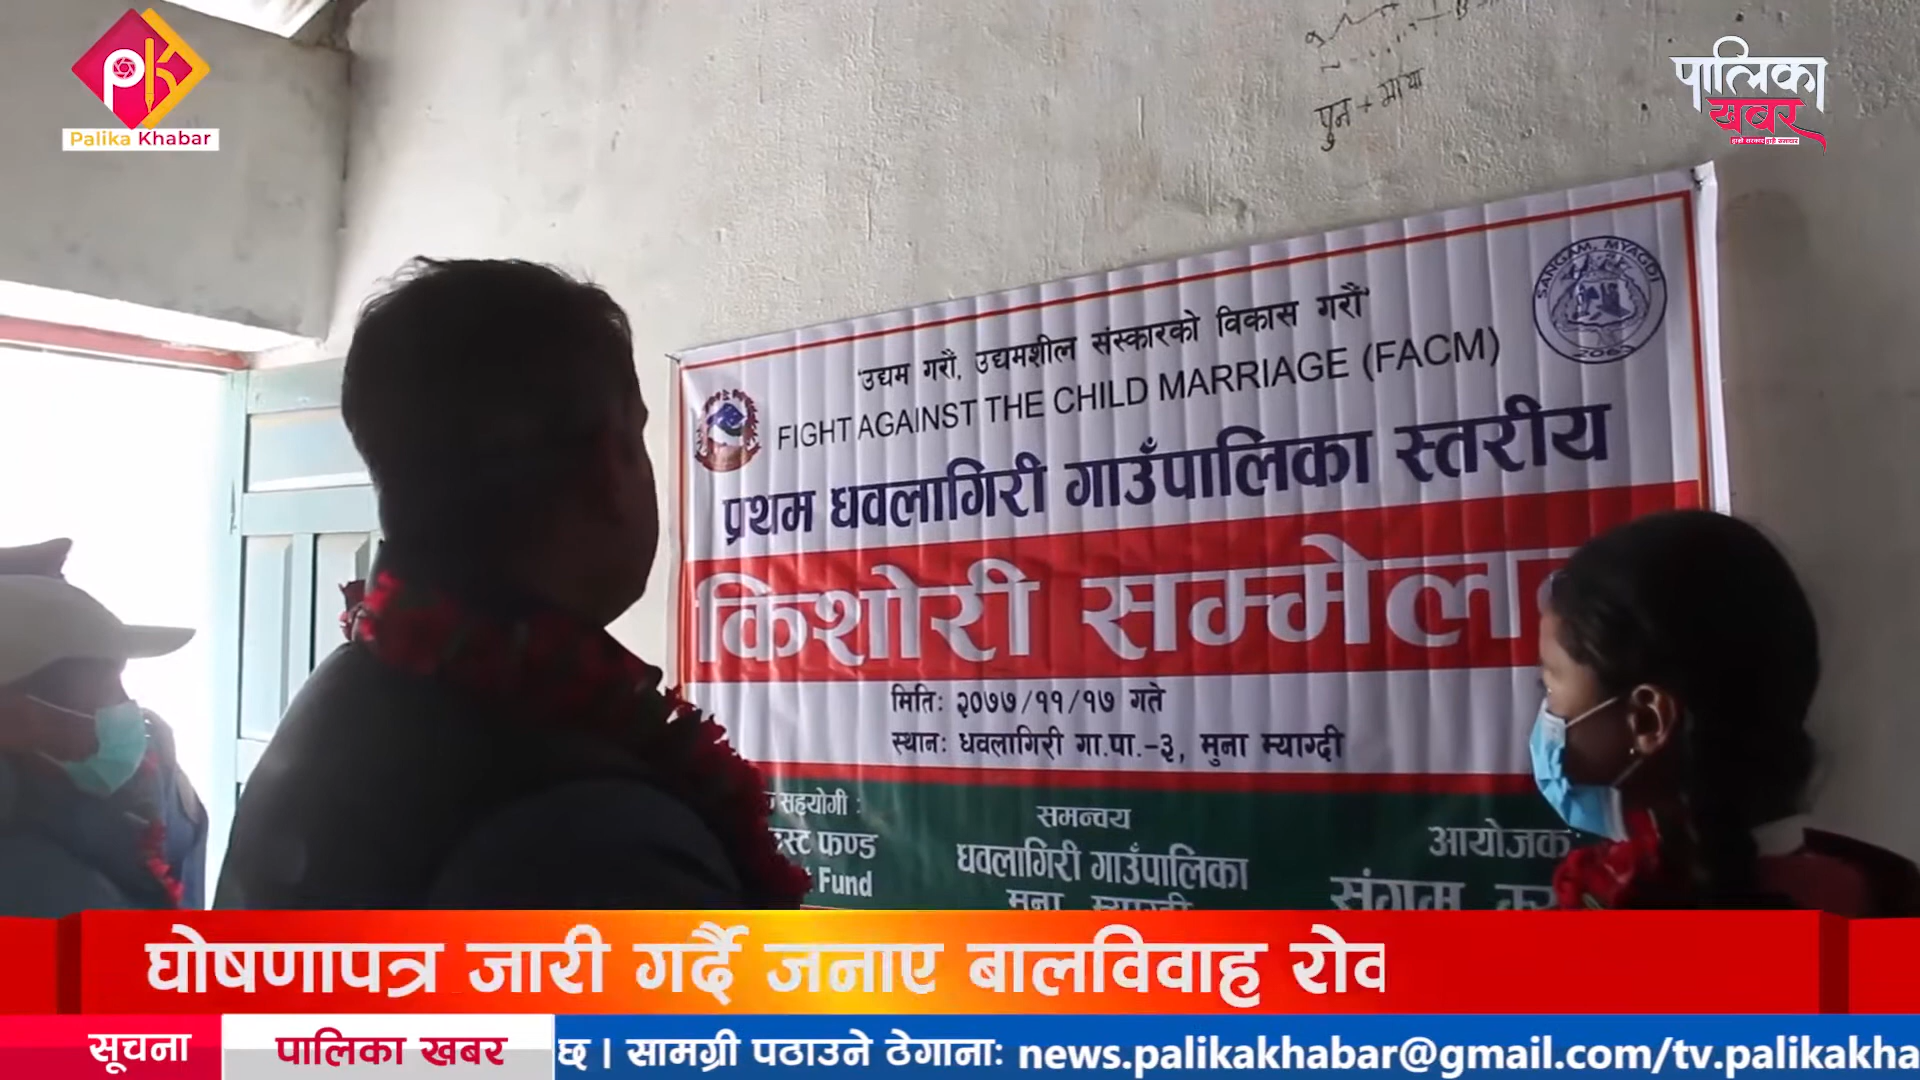 Palika Khabar
पालिका
खबर
पुन + माया
SANGAM, MYAGDI
'उद्यम गरौं, उद्यमशील संस्कारको विकास गरौं'
FIGHT AGAINST THE CHILD MARRIAGE (FACM)
प्रथम धवलागिरी गाउँपालिका स्तरीय
किशोरी सम्मेल
मितिः २०७७/११/१७ गते
स्थानः धवलागिरी गा.पा.-३, मुना म्याग्दी
सहयोगी :
फण्ड
Fund
समन्वय
धवलागिरी गाउँपालिका
मुना म्याग्दी
आयोजक
संगम
घोषणापत्र जारी गर्दै जनाए बालविवाह
सूचना
पालिका खबर
छ । सामग्री पठाउने ठेगानाः news.palikakhabar@gmail.com/tv.palikakha